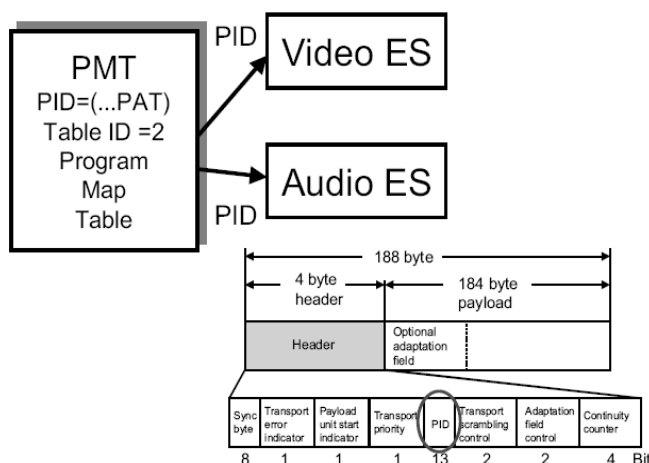 PMT
PID=(...PAT)
Table ID =2
Program
Map
Table
PID
Video ES
Audio ES
PID
188 byte
4 byte
header
184 byte
payload
Header
Optional
adaptation
field
Sync
byte
Transport
error
indicator
Payload
unit start
indicator
Transport
priority
PID
Transport
scrambling
control
Adaptation
field
control
Continuity
counter
8 1 1 1 13 2 2 4 Bit